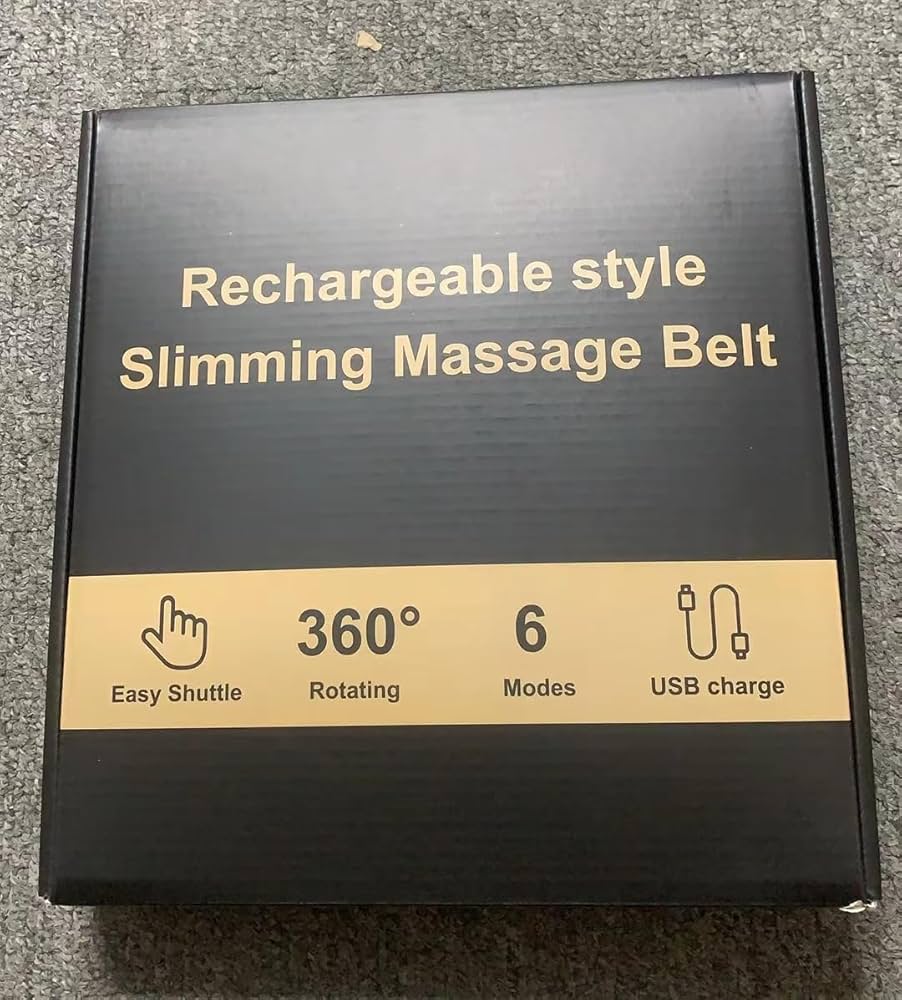 Rechargeable style
Slimming Massage Belt
360°
6
Easy Shuttle
Rotating
Modes
USB charge